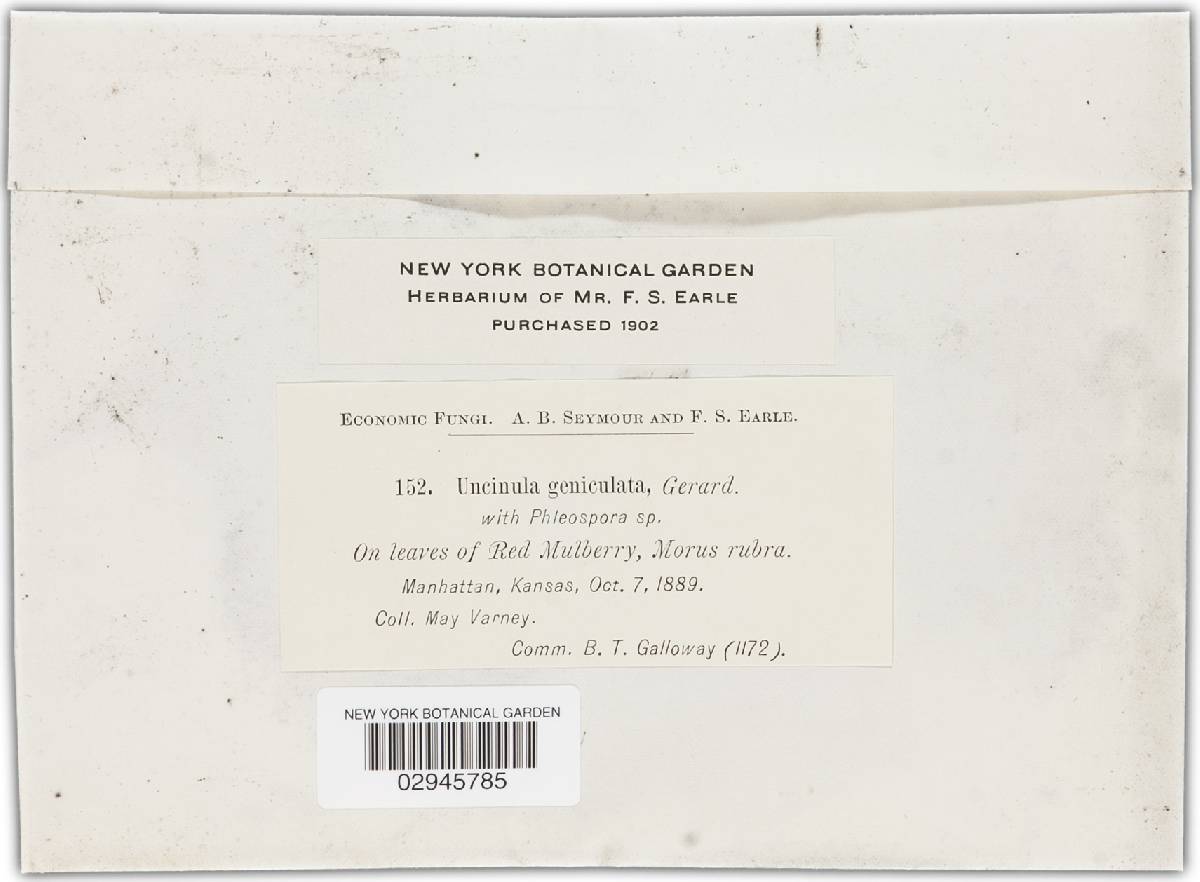 NEW YORK BOTANICAL GARDEN
HERBARIUM OF MR. F. S. EARLE
PURCHASED 1902
ECONOMIC FUNGI. A. B. SEYMOUR AND F. S. EARLE.
152. Uncinula geniculata, Gerard.
with Phleospora sp.
On leaves of Red Mulberry, Morus rubra.
Manhattan, Kansas, Oct. 7, 1889.
Coll. May Varney.
Comm. B. T. Galloway (1172).
NEW YORK BOTANICAL GARDEN
02945785